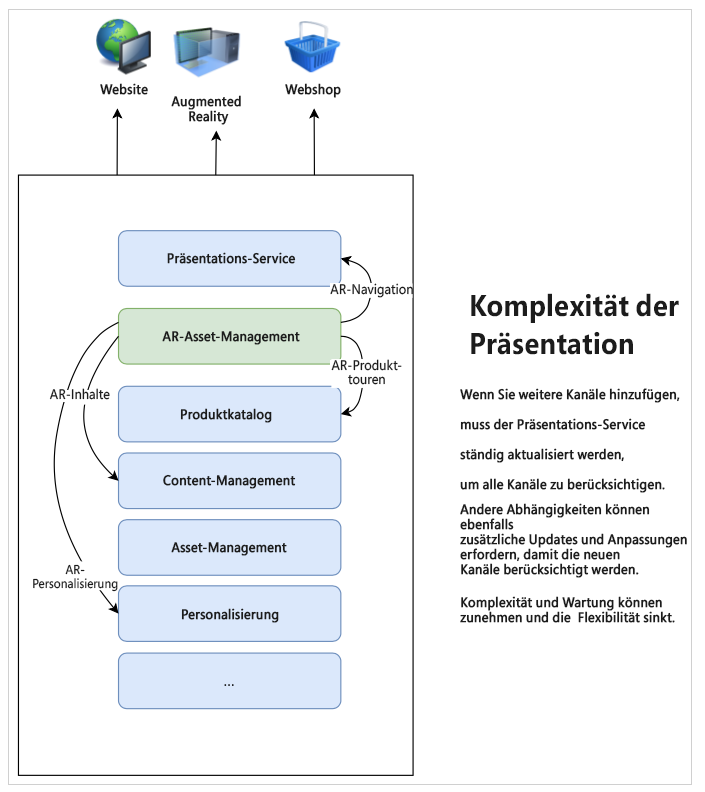 Website
Augmented
Reality
Webshop
Präsentations-Service
AR-Navigation
AR-Asset-Management
AR-Produkt-
touren
AR-Inhalte
Produktkatalog
Content-Management
Asset-Management
AR-
Personalisierung
Personalisierung
...
Komplexität der
Präsentation
Wenn Sie weitere Kanäle hinzufügen,
muss der Präsentations-Service
ständig aktualisiert werden,
um alle Kanäle zu berücksichtigen.
Andere Abhängigkeiten können
ebenfalls
zusätzliche Updates und Anpassungen
erfordern, damit die neuen
Kanäle berücksichtigt werden.
Komplexität und Wartung können
zunehmen und die  Flexibilität sinkt.